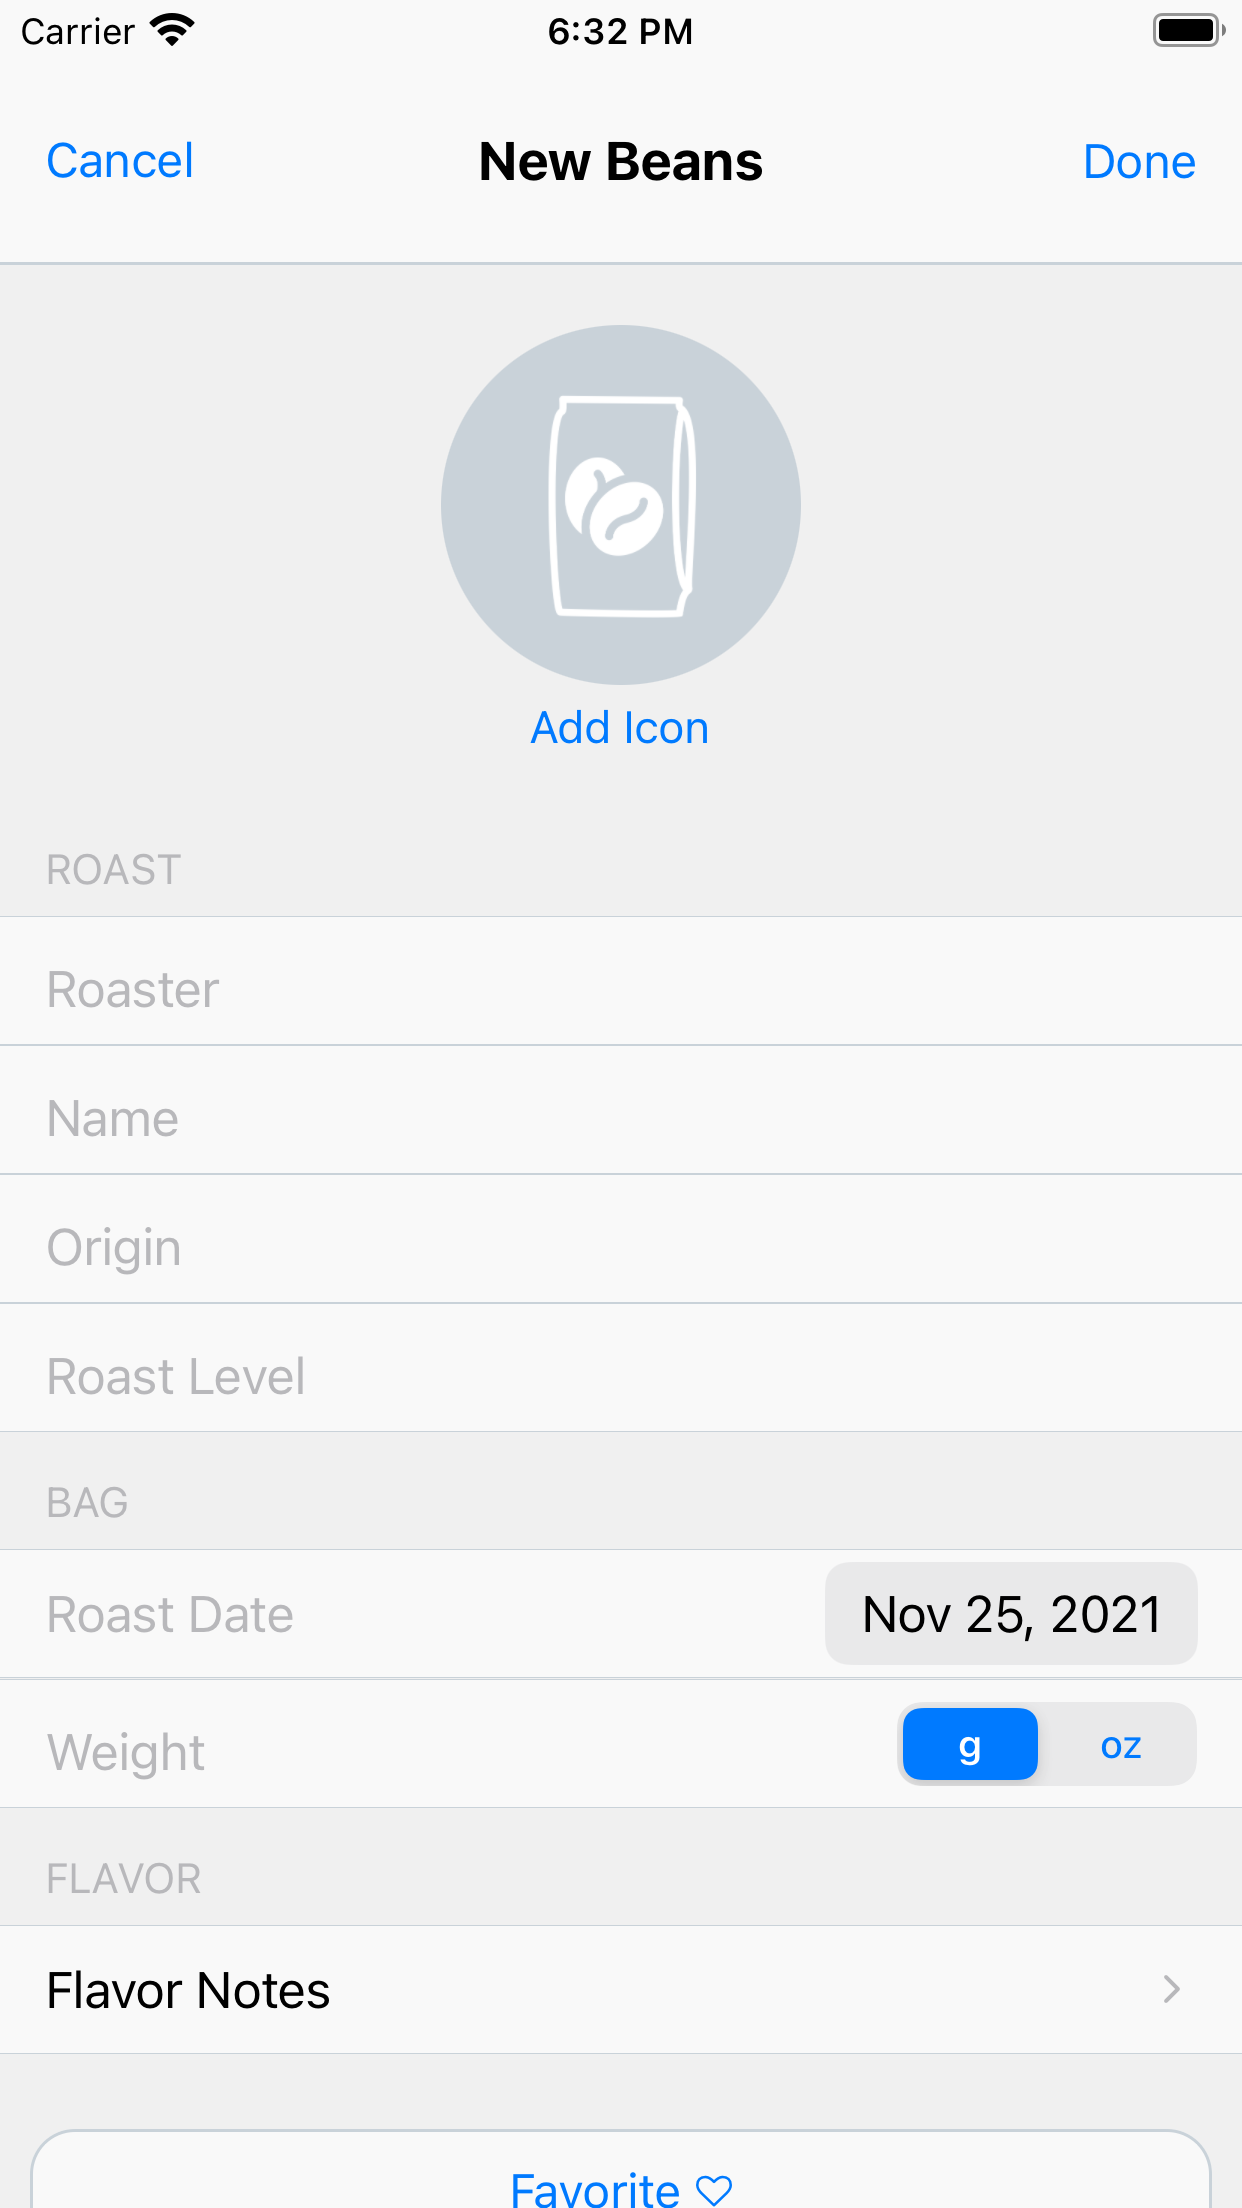 Carrier 6:32 PM
Cancel New Beans Done
Add Icon
ROAST
Roaster
Name
Origin
Roast Level
BAG
Roast Date Nov 25, 2021
Weight g oz
FLAVOR
Flavor Notes
Favorite